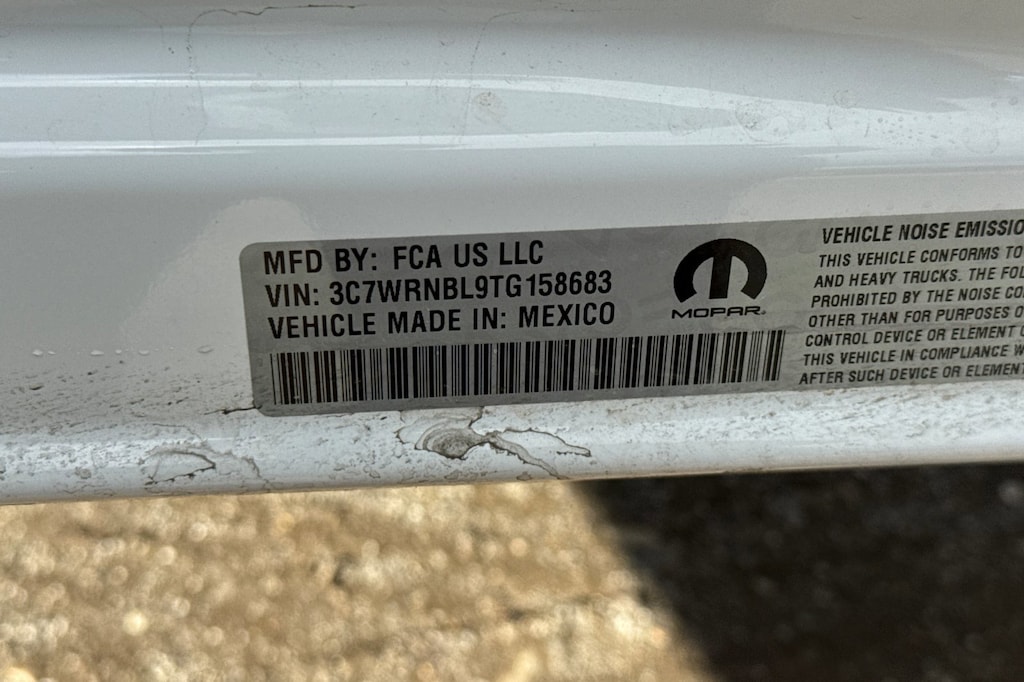 MFD BY: FCA US LLC
VIN: 3C7WRNBL9TG158683
VEHICLE MADE IN: MEXICO
MOPAR
VEHICLE NOISE EMISSIO
THIS VEHICLE CONFORMS TO
AND HEAVY TRUCKS. THE FOL
PROHIBITED BY THE NOISE CO
OTHER THAN FOR PURPOSES O
CONTROL DEVICE OR ELEMENT
THIS VEHICLE IN COMPLIANCE W
AFTER SUCH DEVICE OR ELEMENT